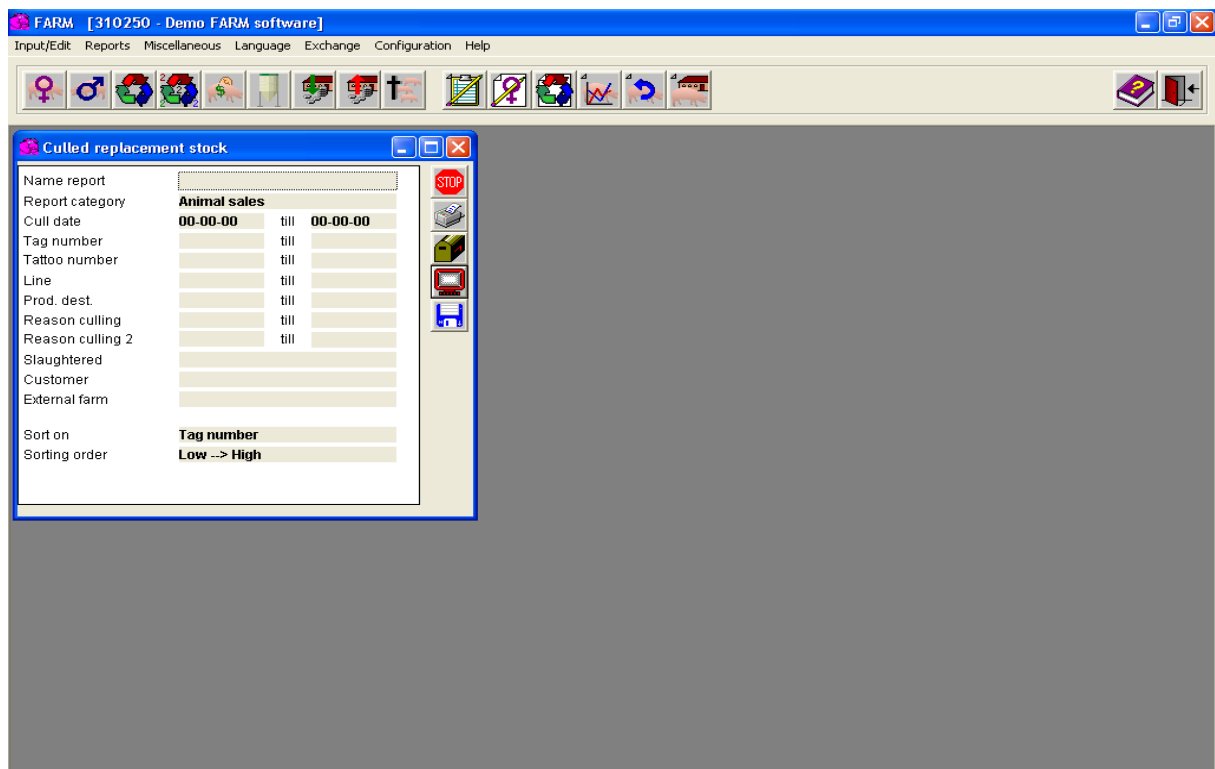 FARM [310250 - Demo FARM software]
Input/Edit Reports Miscellaneous Language Exchange Configuration Help
Culled replacement stock
Name report
STOP
Report category Animal sales
Cull date 00-00-00 till 00-00-00
Tag number till
Tattoo number till
Line till
Prod. dest. till
Reason culling till
Reason culling 2 till
Slaughtered
Customer
External farm
Sort on Tag number
Sorting order Low --> High